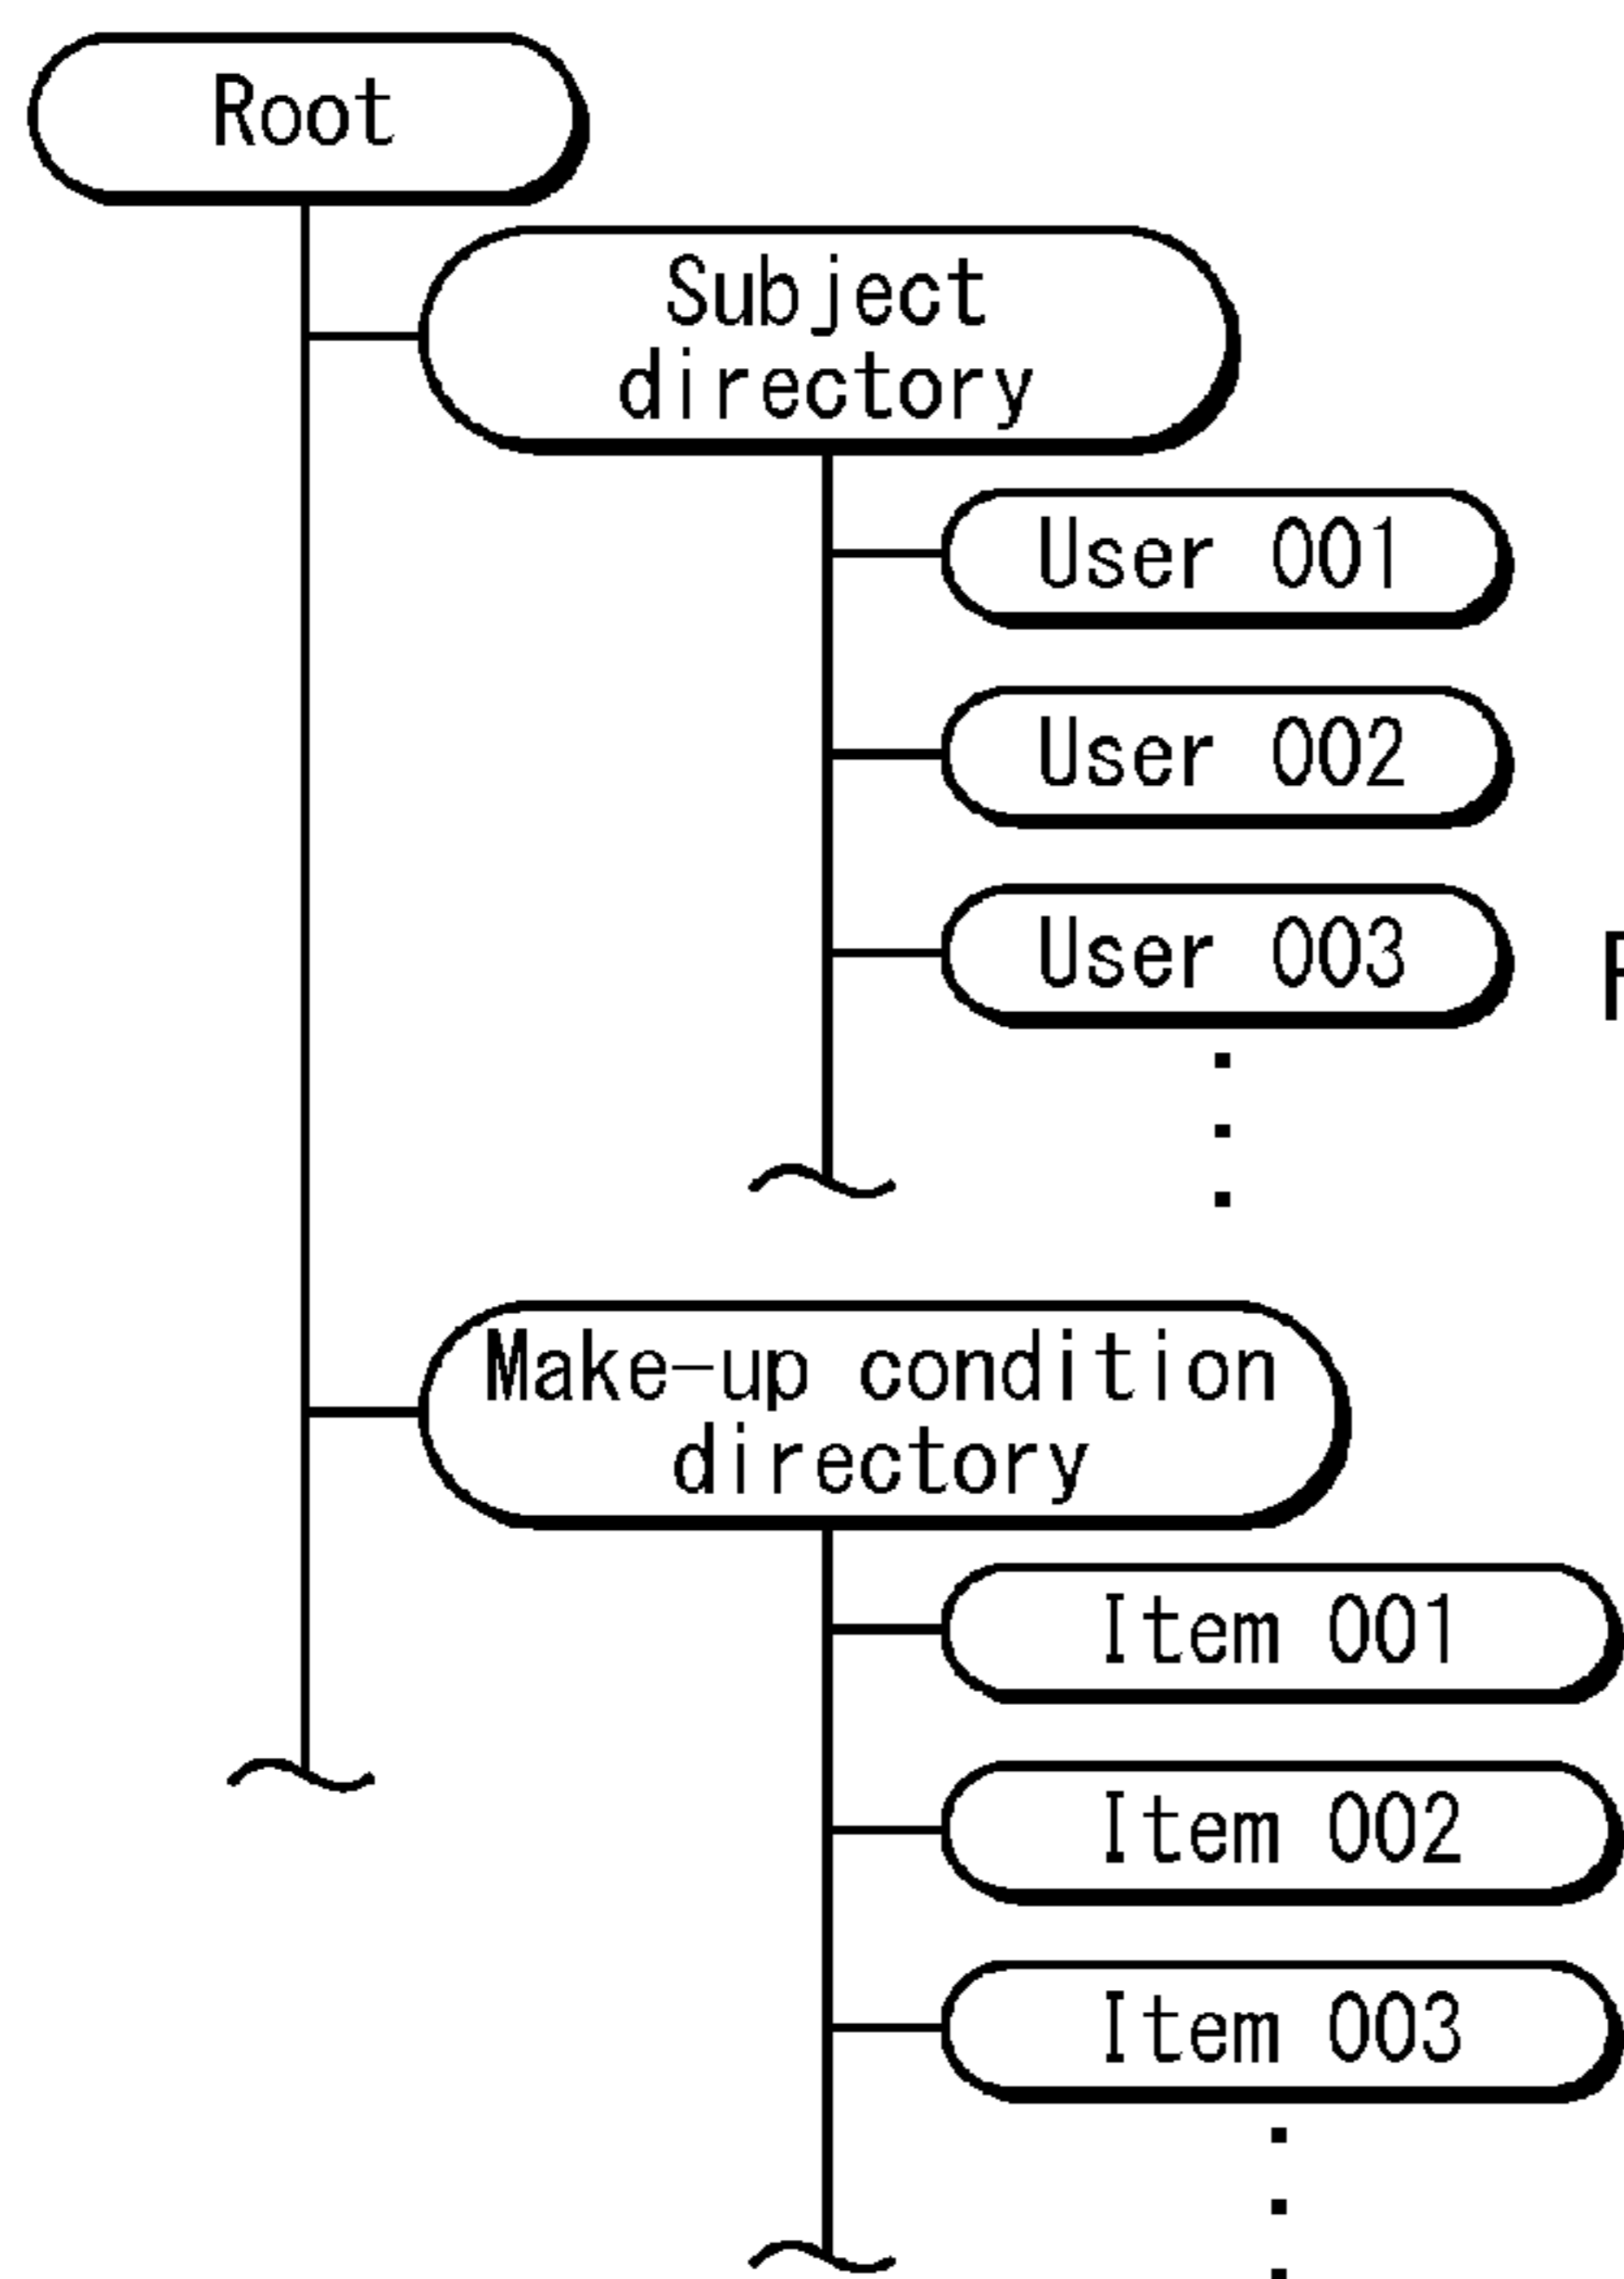 Root
Subject
directory
User 001
User 002
User 003
Make-up condition
directory
Item 001
Item 002
Item 003